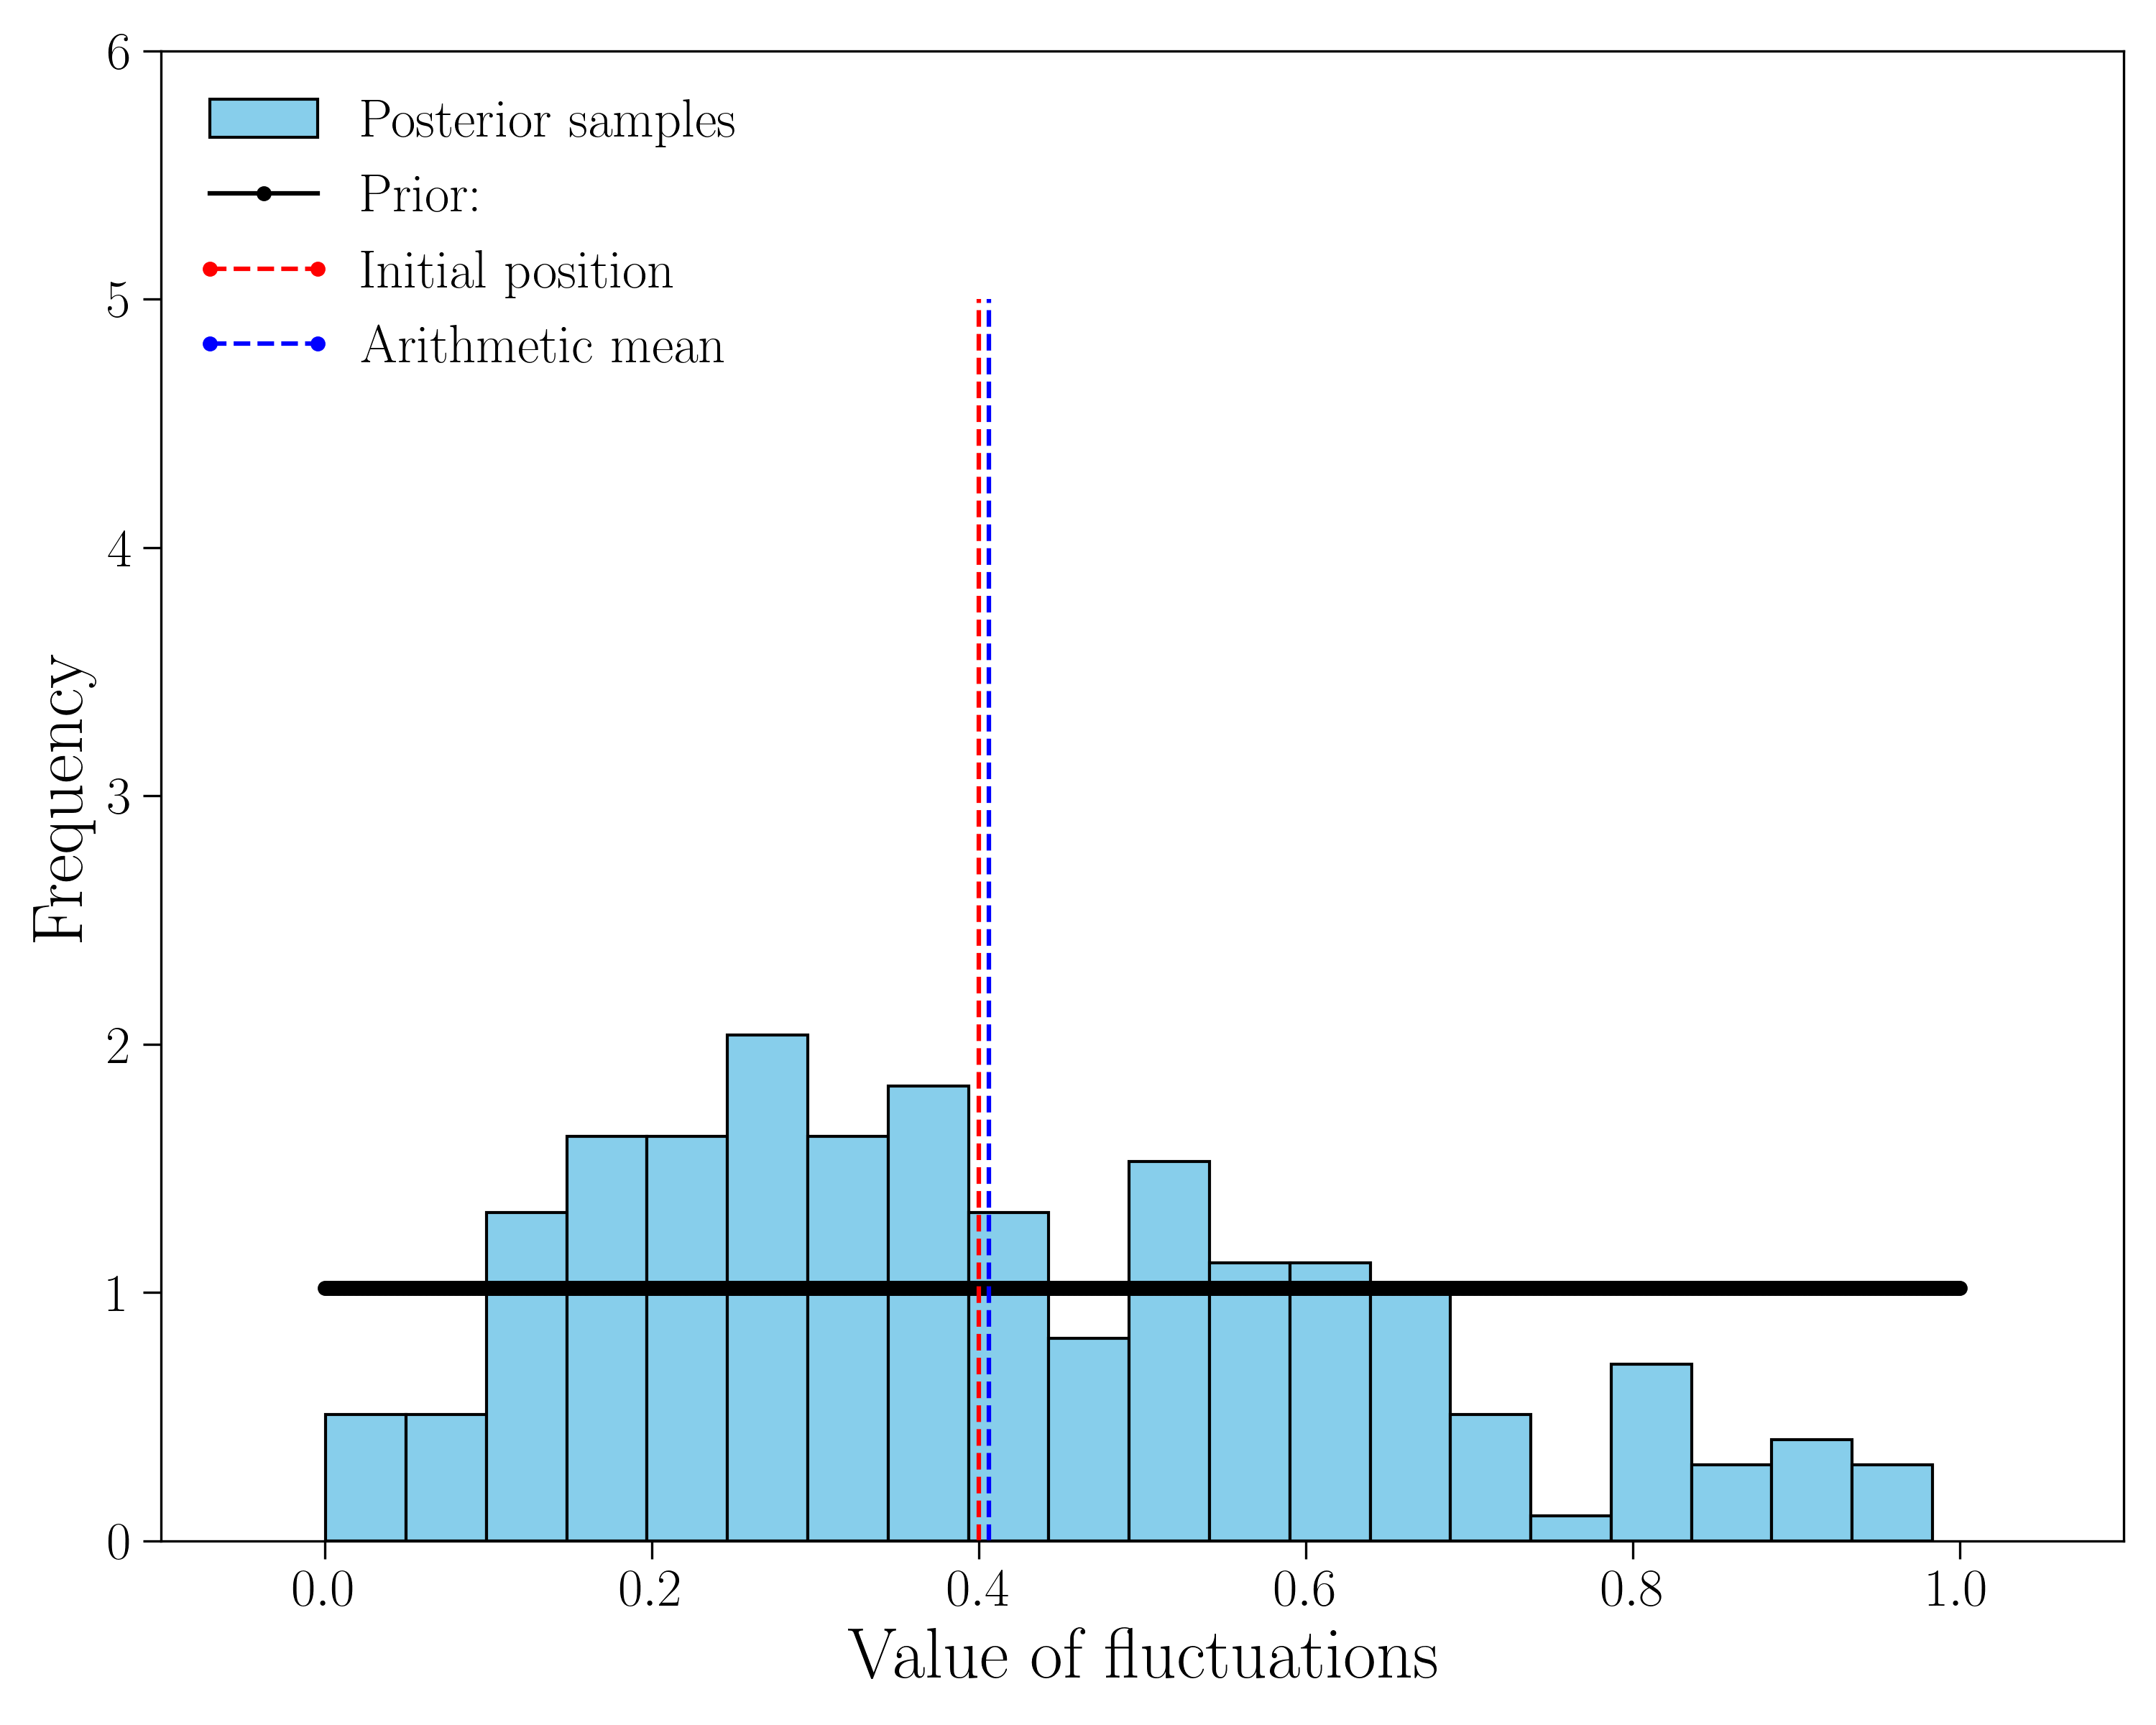 6
5
4
3
2
1
0
Frequency
Posterior samples
Prior:
Initial position
Arithmetic mean
0.0 0.2 0.4 0.6 0.8 1.0
Value of fluctuations